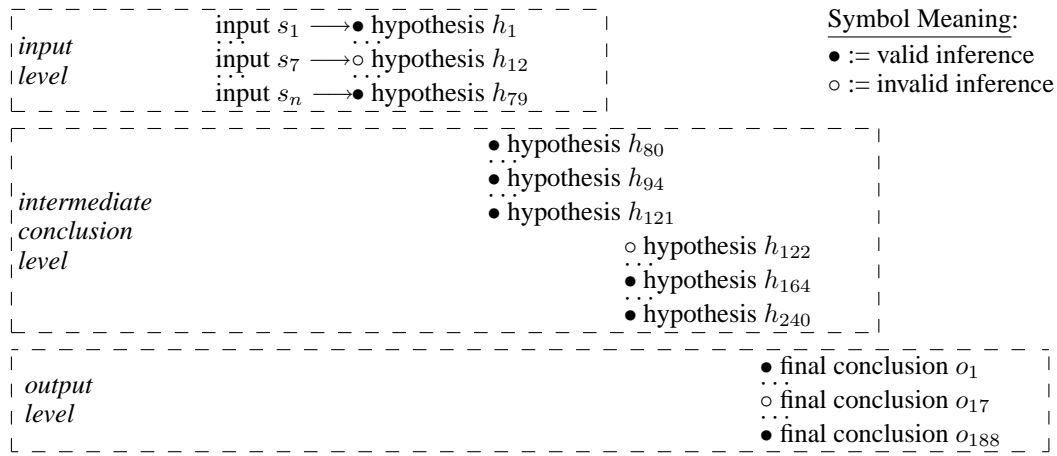 input s₁ ⟶● hypothesis h₁
. . . . . .
input s₇ ⟶○ hypothesis h₁₂
. . . . . .
input sₙ ⟶● hypothesis h₇₉
input
level
Symbol Meaning:
● := valid inference
○ := invalid inference
● hypothesis h₈₀
. . .
● hypothesis h₉₄
. . .
● hypothesis h₁₂₁
intermediate
conclusion
level
○ hypothesis h₁₂₂
. . .
● hypothesis h₁₆₄
. . .
● hypothesis h₂₄₀
output
level
● final conclusion o₁
. . .
○ final conclusion o₁₇
. . .
● final conclusion o₁₈₈